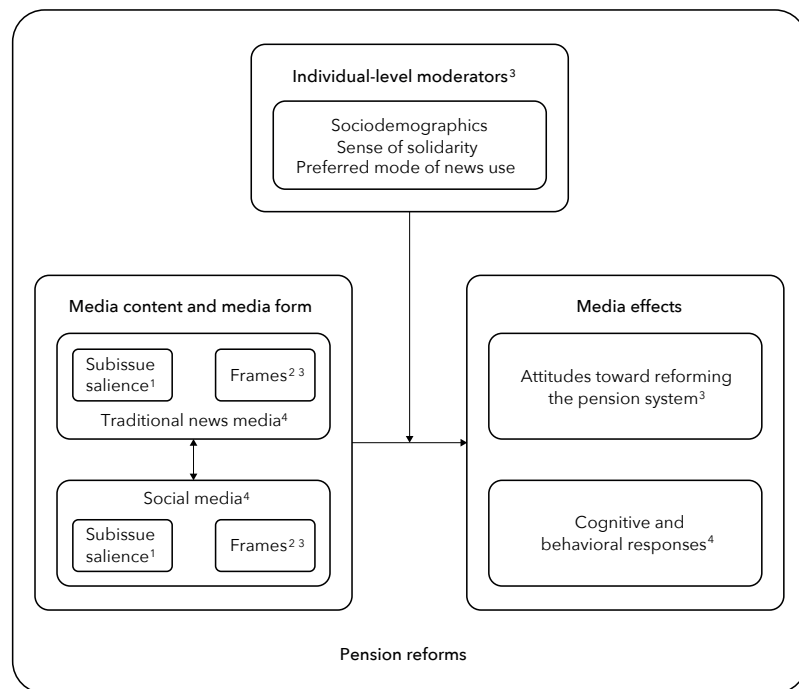 Individual-level moderators³
Sociodemographics
Sense of solidarity
Preferred mode of news use
Media content and media form
Subissue
salience¹
Frames² ³
Traditional news media⁴
Social media⁴
Subissue
salience¹
Frames² ³
Media effects
Attitudes toward reforming
the pension system³
Cognitive and
behavioral responses⁴
Pension reforms